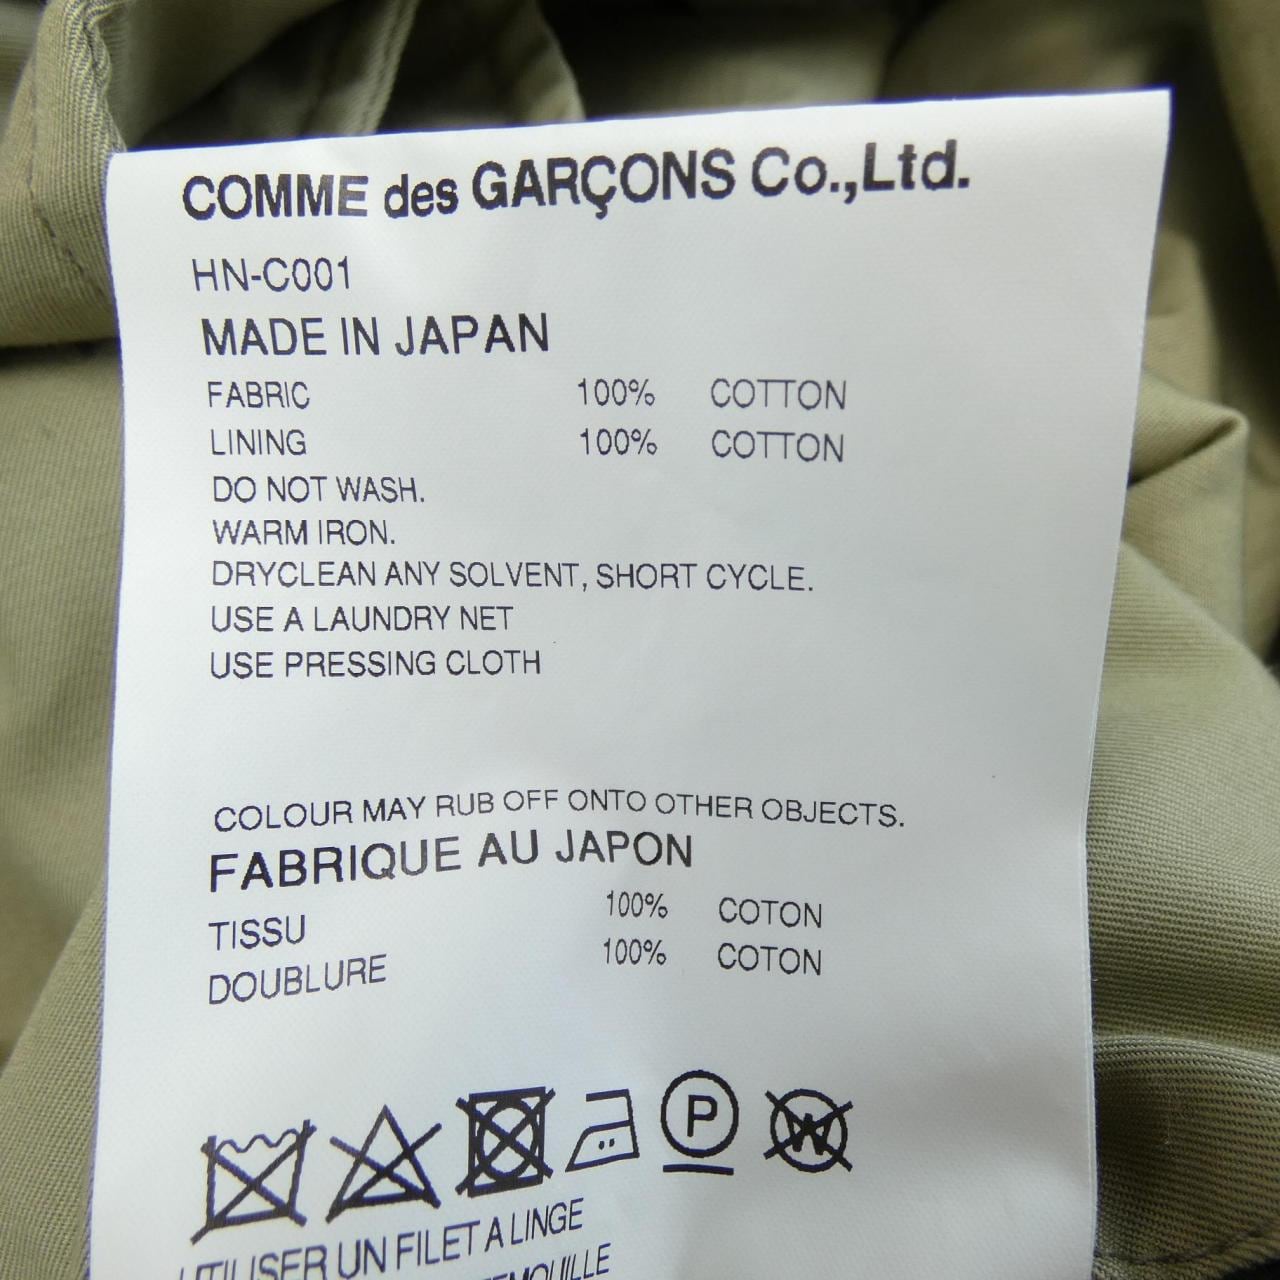 COMME des GARÇONS Co.,Ltd.
HN-C001
MADE IN JAPAN
FABRIC 100% COTTON
LINING 100% COTTON
DO NOT WASH.
WARM IRON.
DRYCLEAN ANY SOLVENT, SHORT CYCLE.
USE A LAUNDRY NET
USE PRESSING CLOTH
COLOUR MAY RUB OFF ONTO OTHER OBJECTS.
FABRIQUE AU JAPON
TISSU 100% COTON
DOUBLURE 100% COTON
P W
UTILISER UN FILET A LINGE